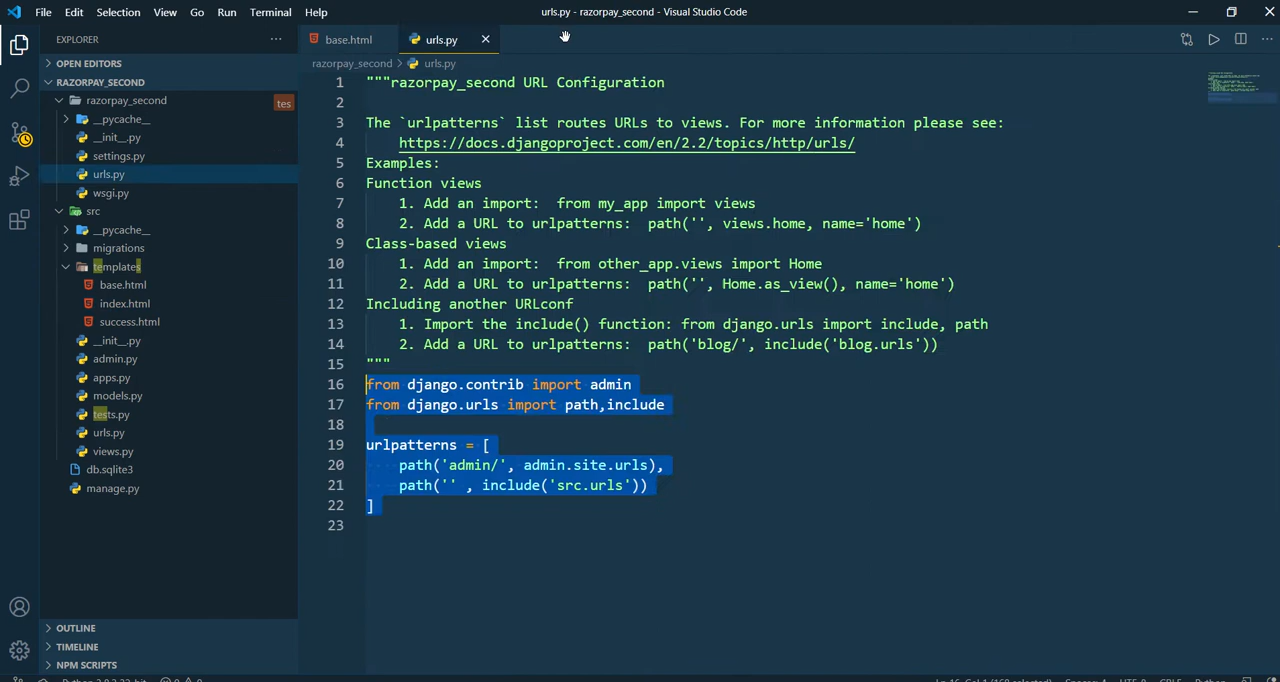 File Edit Selection View Go Run Terminal Help
urls.py - razorpay_second - Visual Studio Code
EXPLORER
OPEN EDITORS
RAZORPAY_SECOND
razorpay_second
tes
__pycache__
__init__.py
settings.py
urls.py
wsgi.py
src
__pycache__
migrations
templates
base.html
index.html
success.html
__init__.py
admin.py
apps.py
models.py
tests.py
urls.py
views.py
db.sqlite3
manage.py
OUTLINE
TIMELINE
NPM SCRIPTS
base.html
urls.py
razorpay_second > urls.py
1 """razorpay_second URL Configuration
2
3 The `urlpatterns` list routes URLs to views. For more information please see:
4 https://docs.djangoproject.com/en/2.2/topics/http/urls/
5 Examples:
6 Function views
7 1. Add an import:  from my_app import views
8 2. Add a URL to urlpatterns:  path('', views.home, name='home')
9 Class-based views
10 1. Add an import:  from other_app.views import Home
11 2. Add a URL to urlpatterns:  path('', Home.as_view(), name='home')
12 Including another URLconf
13 1. Import the include() function: from django.urls import include, path
14 2. Add a URL to urlpatterns:  path('blog/', include('blog.urls'))
15 """
16 from django.contrib import admin
17 from django.urls import path,include
18
19 urlpatterns = [
20 path('admin/', admin.site.urls),
21 path('' , include('src.urls'))
22 ]
23